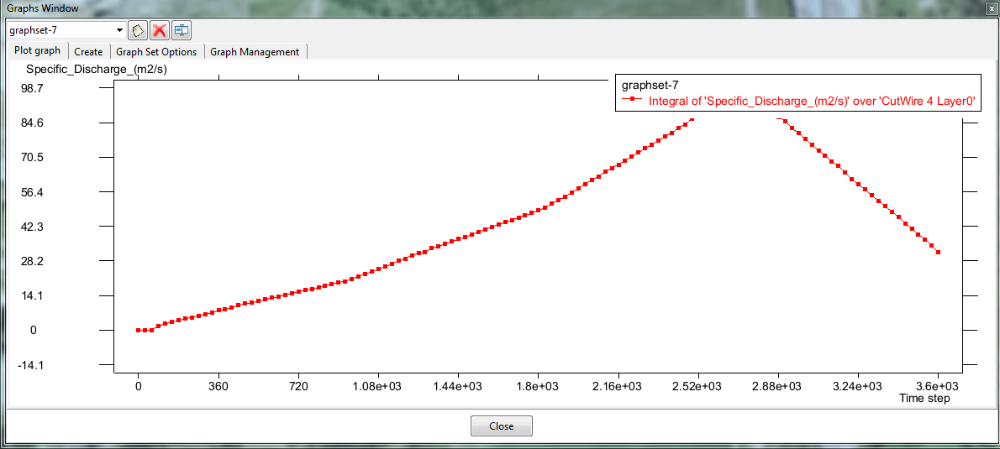 Graphs Window
graphset-7
Plot graph Create Graph Set Options Graph Management
Specific_Discharge_(m2/s)
98.7
84.6
70.5
56.4
42.3
28.2
14.1
0
-14.1
graphset-7
Integral of 'Specific_Discharge_(m2/s)' over 'CutWire 4 Layer0'
0 360 720 1.08e+03 1.44e+03 1.8e+03 2.16e+03 2.52e+03 2.88e+03 3.24e+03 3.6e+03
Time step
Close